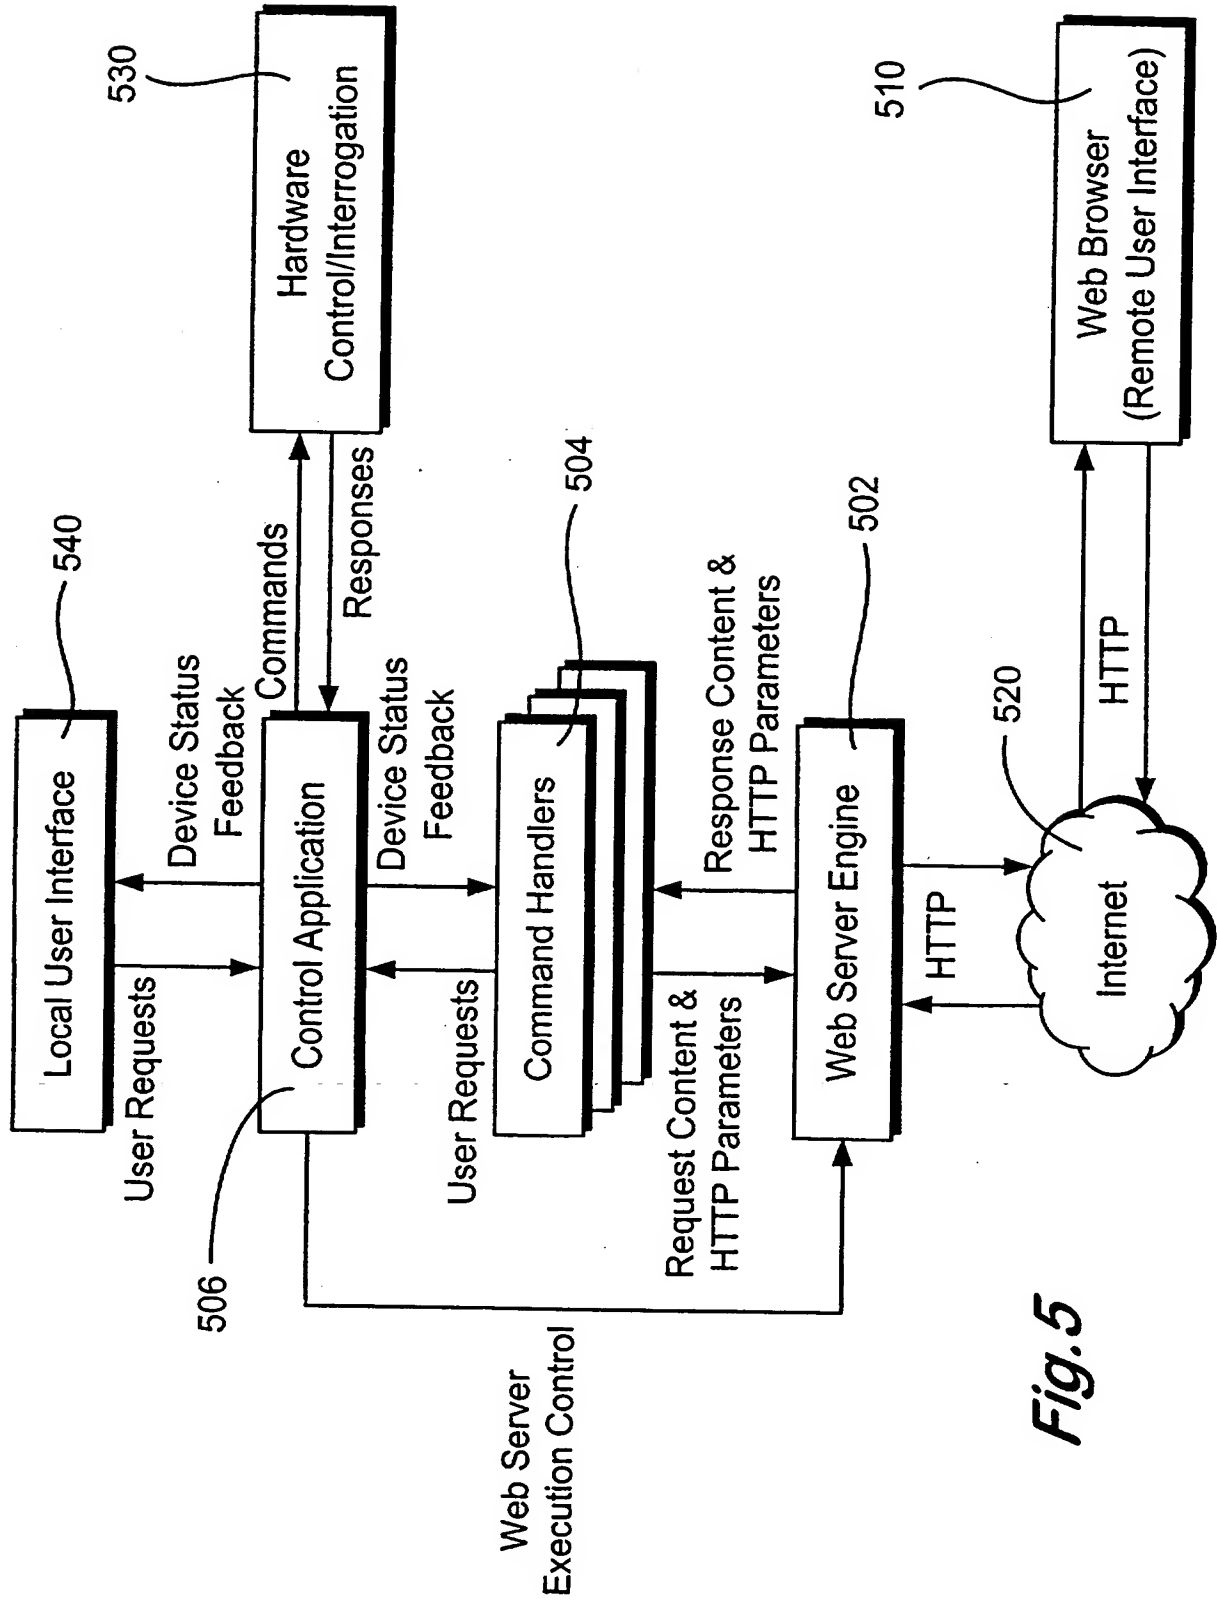 540
Local User Interface
User Requests
Device Status
Feedback
506
Control Application
Commands
Responses
530
Hardware
Control/Interrogation
User Requests
Device Status
Feedback
504
Command Handlers
Web Server
Execution Control
Request Content &
HTTP Parameters
Response Content &
HTTP Parameters
502
Web Server Engine
HTTP
520
Internet
HTTP
510
Web Browser
(Remote User Interface)
Fig.5